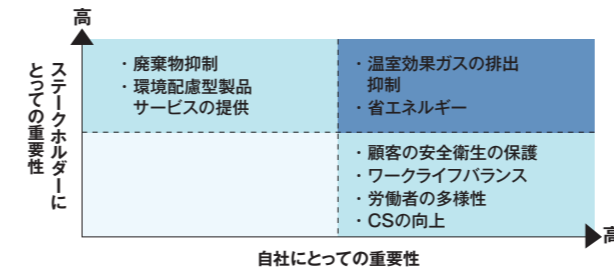 高
ステークホルダーに
とっての重要性
・廃棄物抑制
・環境配慮型製品
サービスの提供
・温室効果ガスの排出
抑制
・省エネルギー
・顧客の安全衛生の保護
・ワークライフバランス
・労働者の多様性
・CSの向上
高
自社にとっての重要性